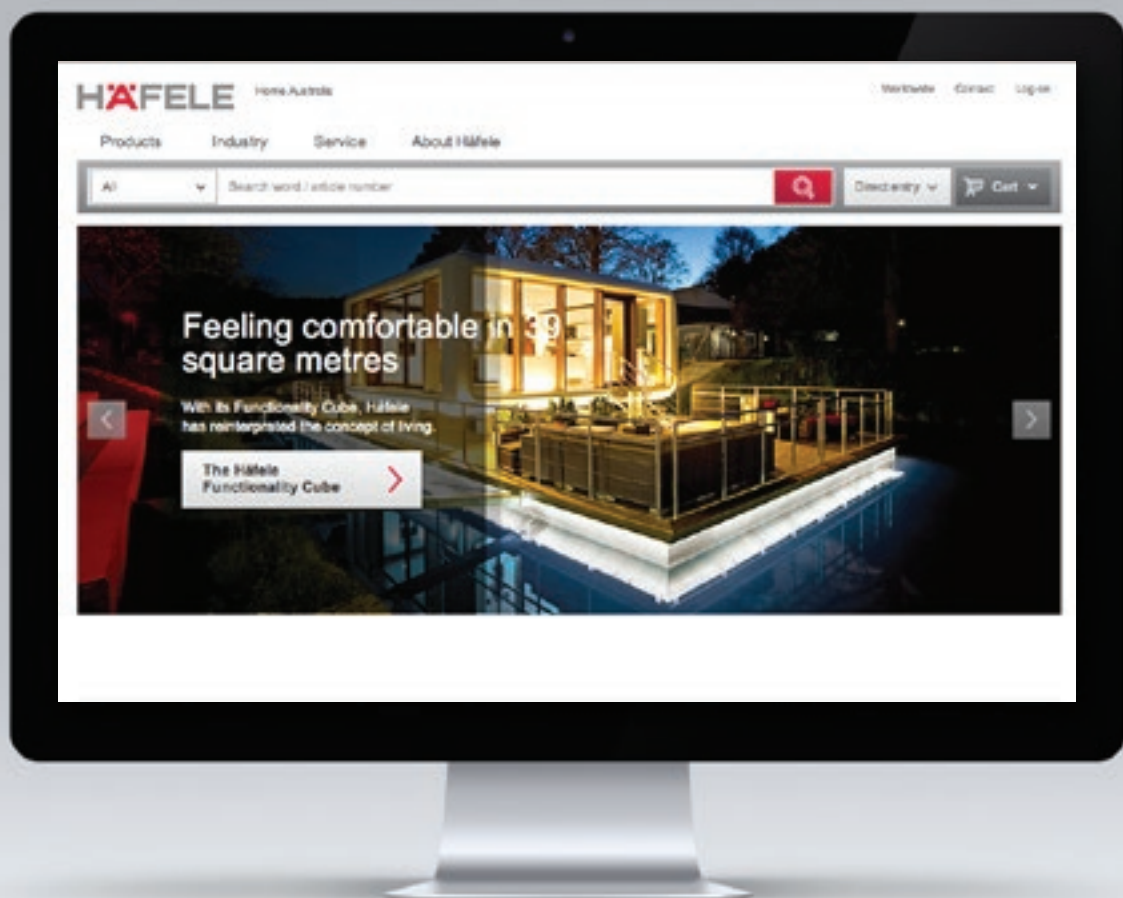 HÄFELE
Home Australia
Worldwide Contact Log-on
Products Industry Service About Häfele
All Search word / article number Direct entry Cart
Feeling comfortable in 39
square metres
With its Functionality Cube, Häfele
has reinterpreted the concept of living.
The Häfele
Functionality Cube